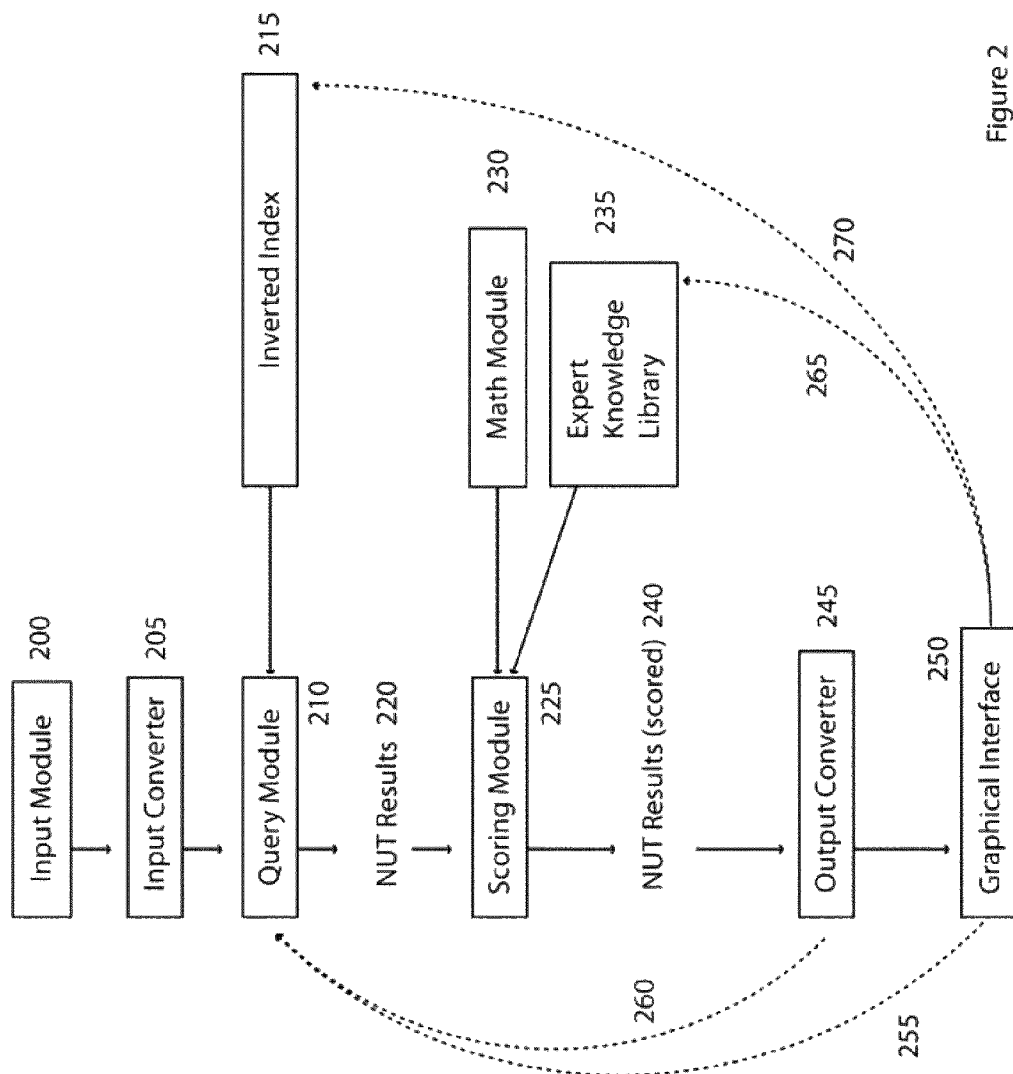 Input Module
200
Input Converter
205
Query Module
210
Inverted Index
215
NUT Results 220
Scoring Module
225
Math Module
230
Expert
Knowledge
Library
235
NUT Results (scored) 240
Output Converter
245
Graphical Interface
250
255
260
265
270
Figure 2